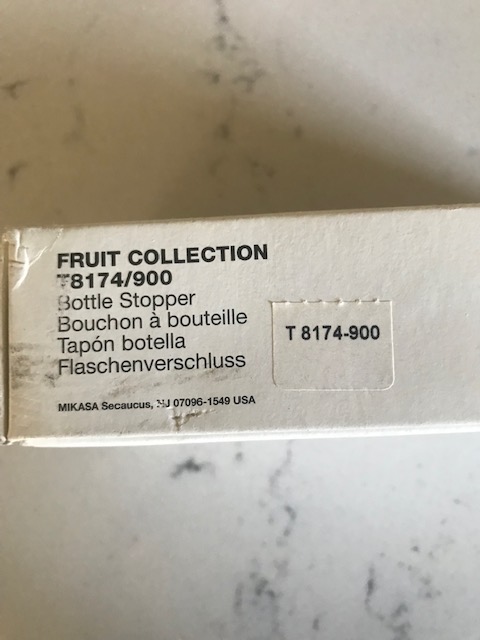 FRUIT COLLECTION
T8174/900
Bottle Stopper
Bouchon à bouteille
Tapón botella
Flaschenverschluss
MIKASA Secaucus, NJ 07096-1549 USA
T 8174-900